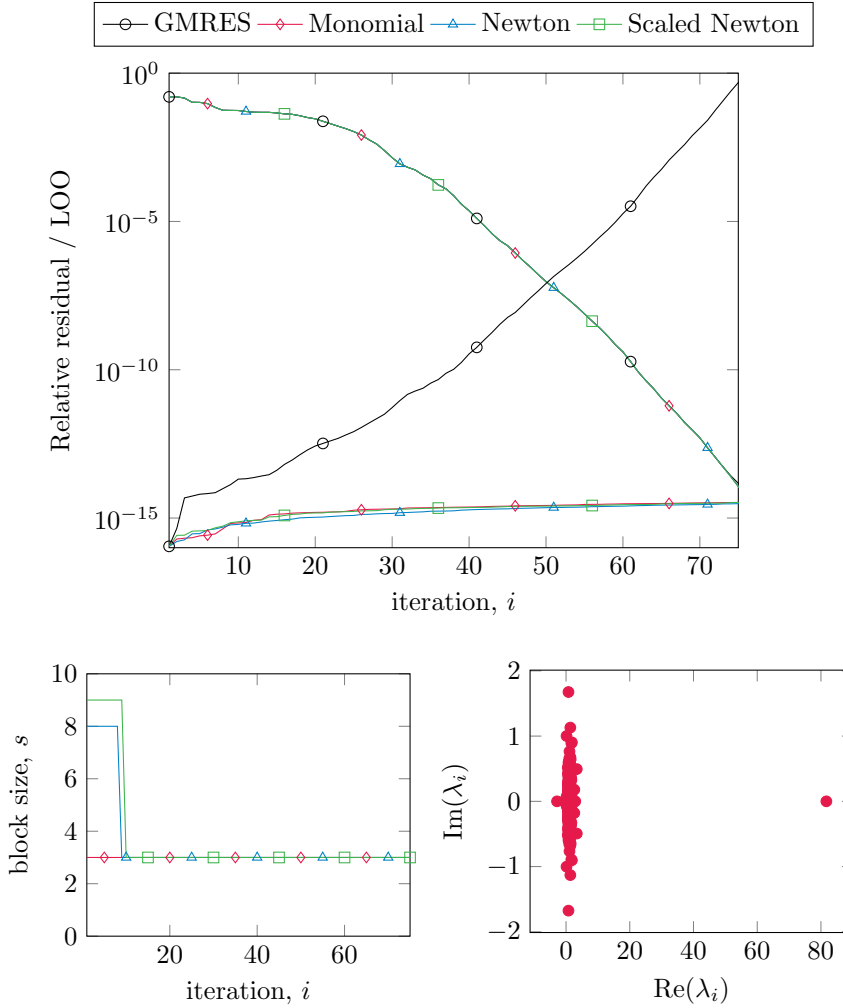 GMRES Monomial Newton Scaled Newton
10^0
10^−5
10^−10
10^−15
Relative residual / LOO
10 20 30 40 50 60 70
iteration, i
10
8
6
4
2
0
block size, s
20 40 60
iteration, i
2
1
0
−1
−2
Im(λ_i)
0 20 40 60 80
Re(λ_i)